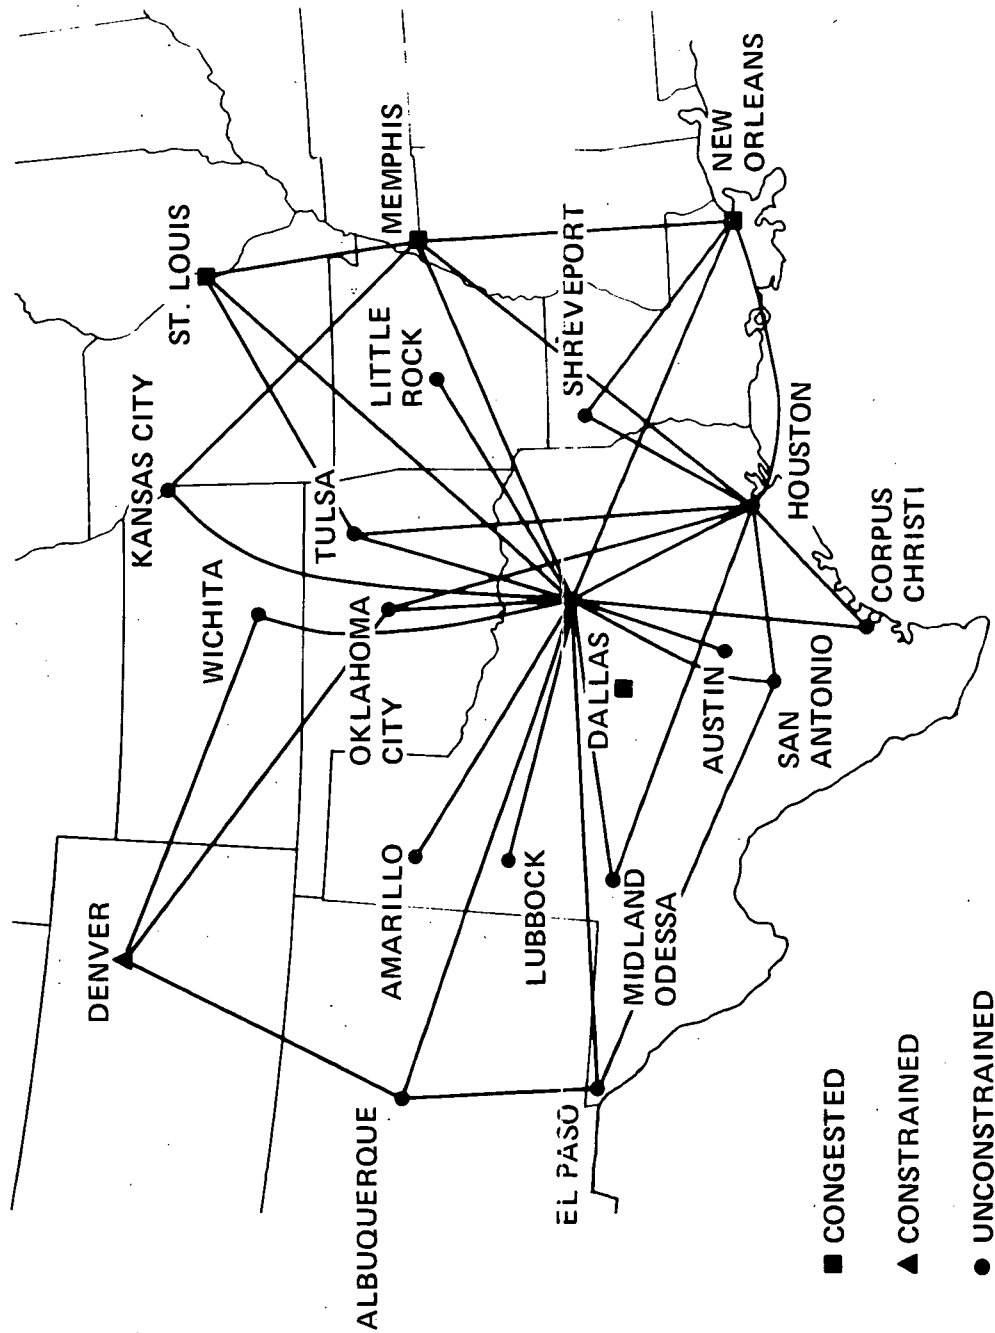 DENVER
ALBUQUERQUE
EL PASO
AMARILLO
LUBBOCK
MIDLAND
ODESSA
WICHITA
KANSAS CITY
OKLAHOMA
CITY
TULSA
ST. LOUIS
LITTLE
ROCK
MEMPHIS
SHREVEPORT
NEW
ORLEANS
DALLAS
AUSTIN
SAN
ANTONIO
HOUSTON
CORPUS
CHRISTI
CONGESTED
CONSTRAINED
UNCONSTRAINED